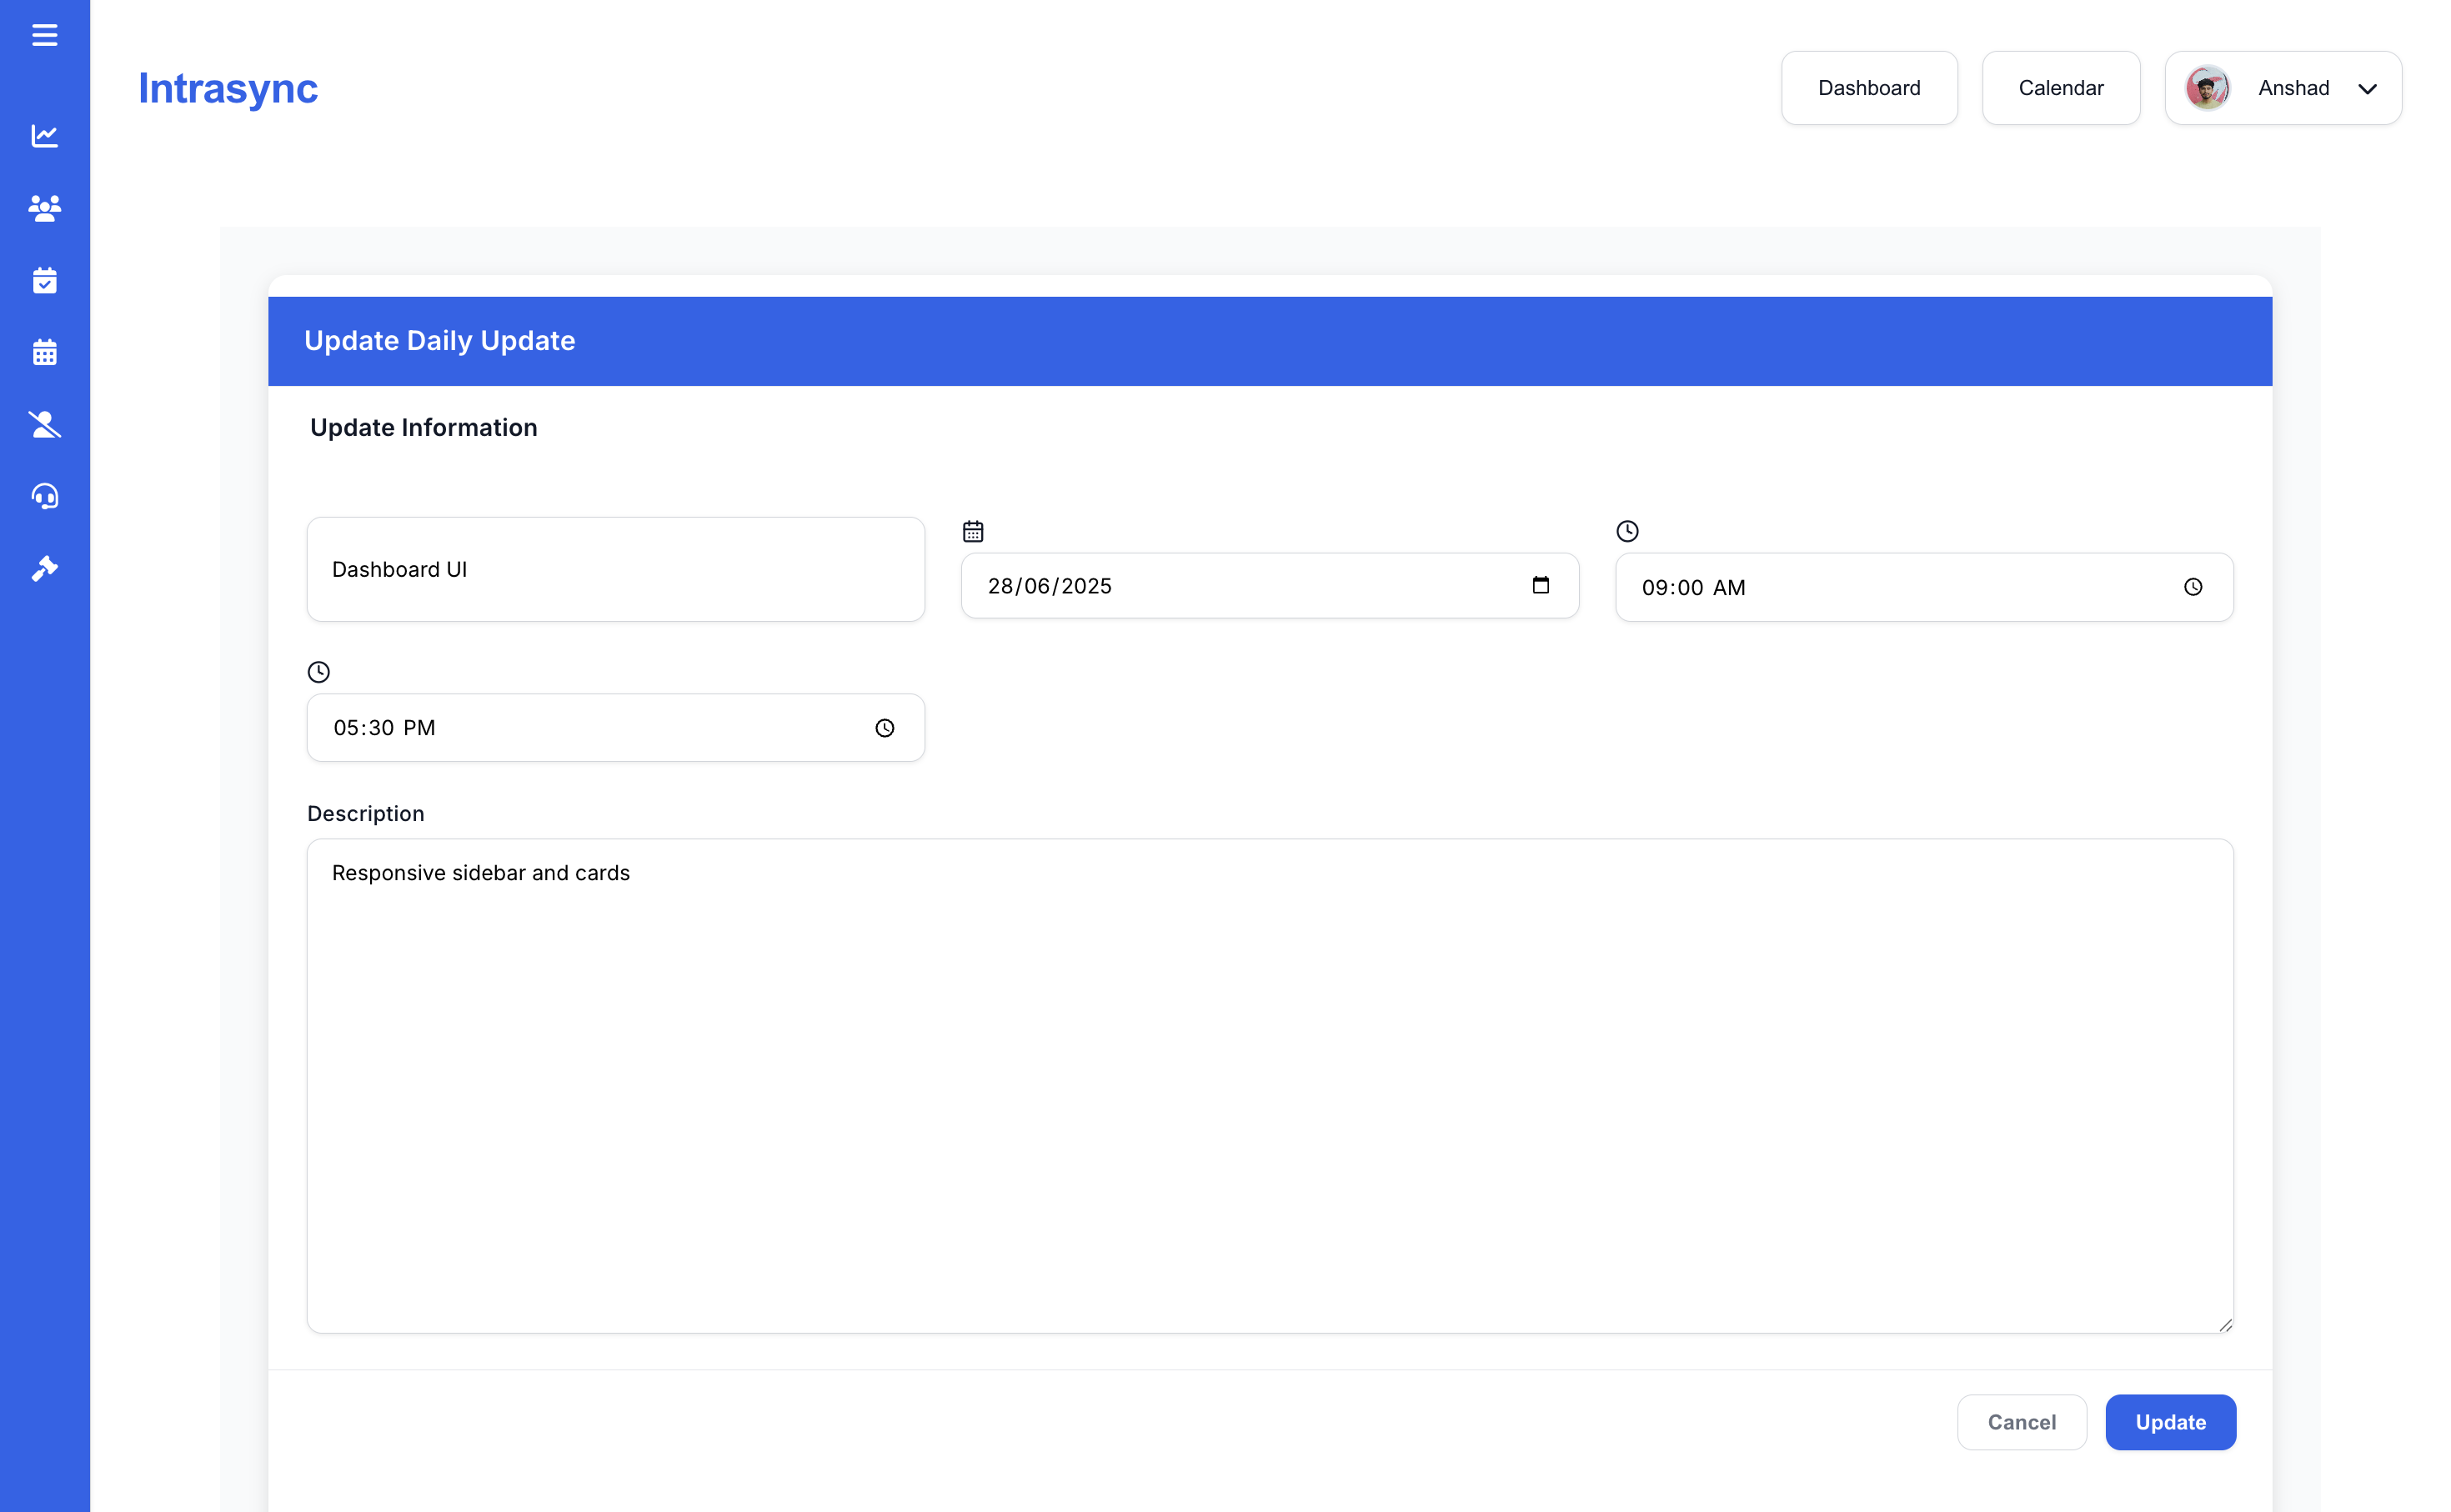 Intrasync
Dashboard
Calendar
Anshad
Update Daily Update
Update Information
Dashboard UI
28/06/2025
09:00 AM
05:30 PM
Description
Responsive sidebar and cards
Cancel
Update